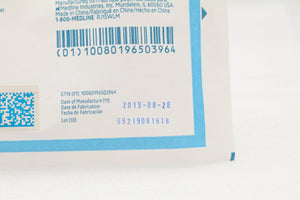 Medline Industries, Inc. Mundelein, IL 60060 USA
Made in China/Fabriqué en Chine/Hecho en China
1-800-MEDLINE RJ15WLM
(01)10080196503964
GTIN (01): 10080196503964
Date of Manufacture (11)
Date de Fabrication
Fecha de Fabricación
2019-08-28
Lot (10)
59219081618